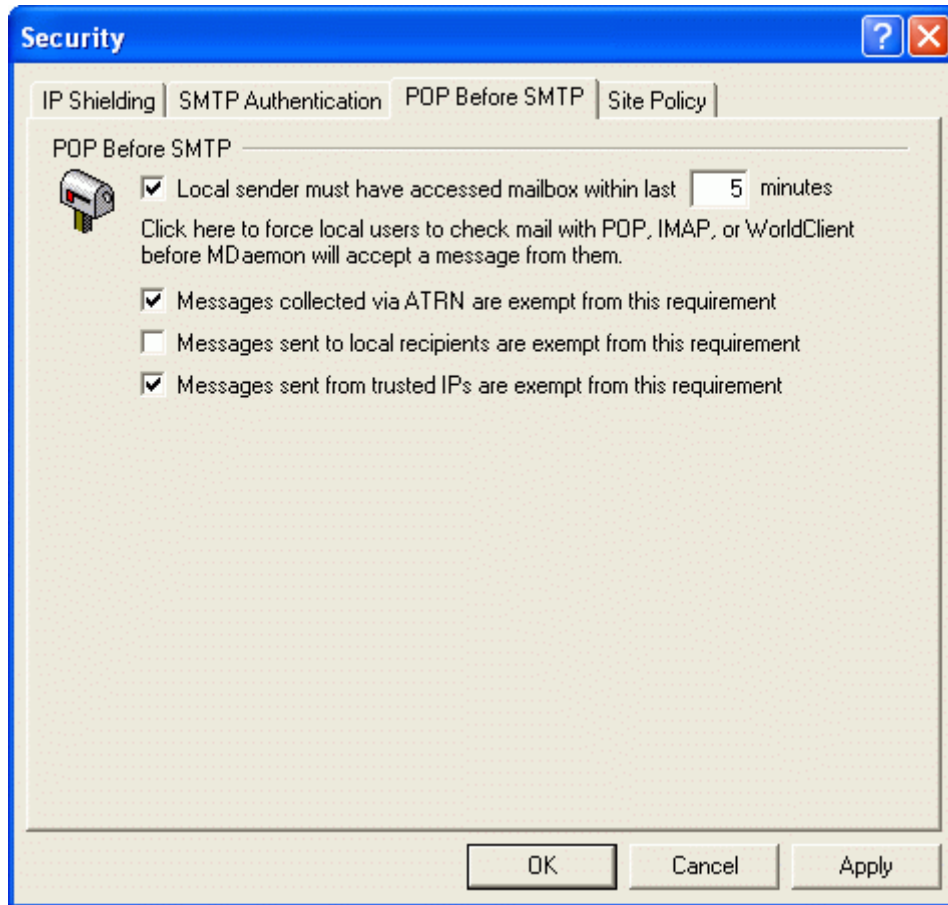 Security
IP Shielding SMTP Authentication POP Before SMTP Site Policy
POP Before SMTP
Local sender must have accessed mailbox within last 5 minutes
Click here to force local users to check mail with POP, IMAP, or WorldClient
before MDaemon will accept a message from them.
Messages collected via ATRN are exempt from this requirement
Messages sent to local recipients are exempt from this requirement
Messages sent from trusted IPs are exempt from this requirement
OK Cancel Apply